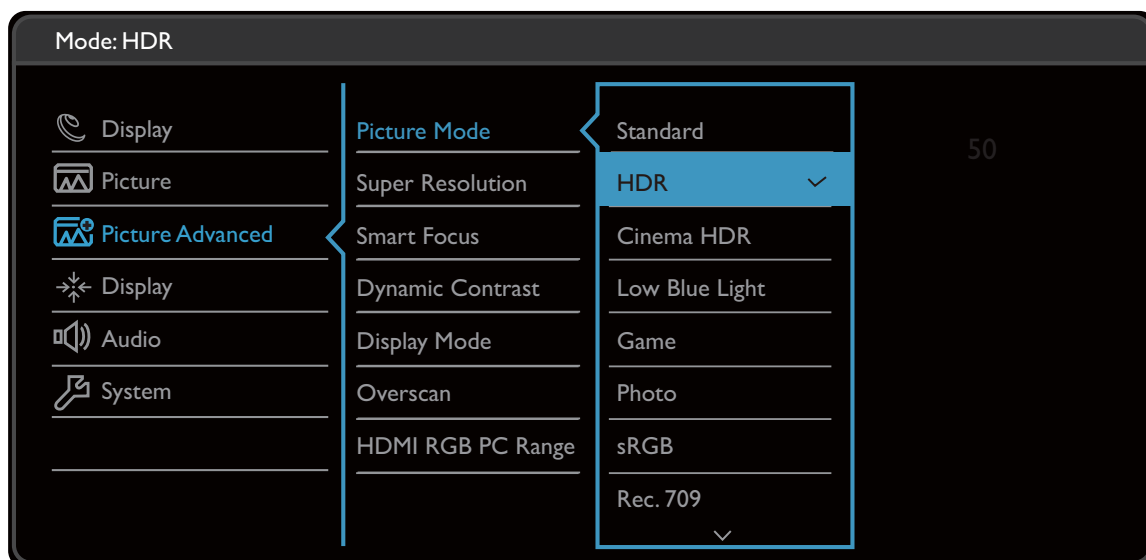 Mode: HDR
Display
Picture
Picture Advanced
Display
Audio
System
Picture Mode
Super Resolution
Smart Focus
Dynamic Contrast
Display Mode
Overscan
HDMI RGB PC Range
Standard
HDR
Cinema HDR
Low Blue Light
Game
Photo
sRGB
Rec. 709
50